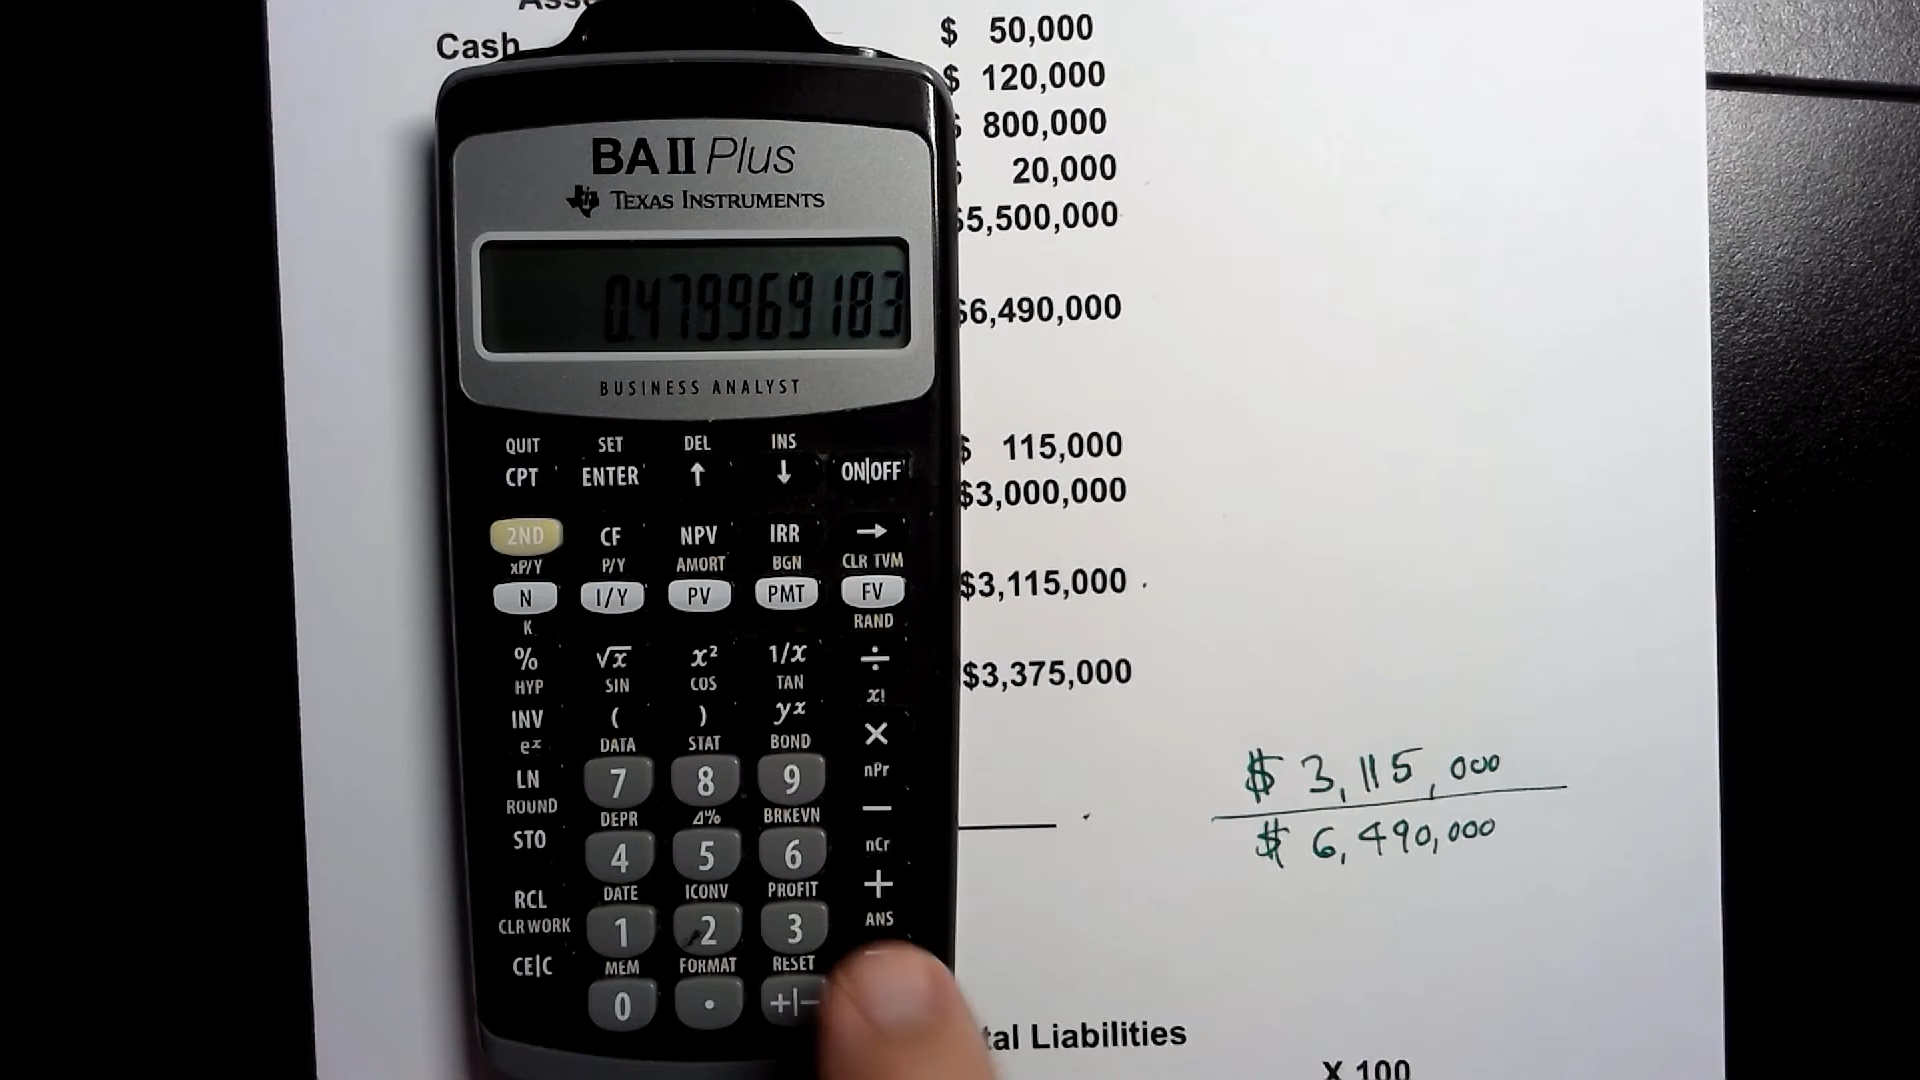 Cash $ 50,000
$ 120,000
$ 800,000
$ 20,000
$5,500,000
$6,490,000
$ 115,000
$3,000,000
$3,115,000
$3,375,000
$ 3,115,000
$ 6,490,000
tal Liabilities
X 100
BA II Plus
TEXAS INSTRUMENTS
0.479969183
BUSINESS ANALYST
QUIT SET DEL INS
CPT ENTER ↑ ↓ ON|OFF
2ND CF NPV IRR →
xP/Y P/Y AMORT BGN CLR TVM
N I/Y PV PMT FV
K RAND
% √x x² 1/x ÷
HYP SIN COS TAN x!
INV ( ) yx ×
ex DATA STAT BOND nPr
LN 7 8 9 −
ROUND DEPR Δ% BRKEVN nCr
STO 4 5 6 +
DATE ICONV PROFIT ANS
RCL 1 2 3
CLR WORK MEM FORMAT RESET
CE|C 0 . +|−